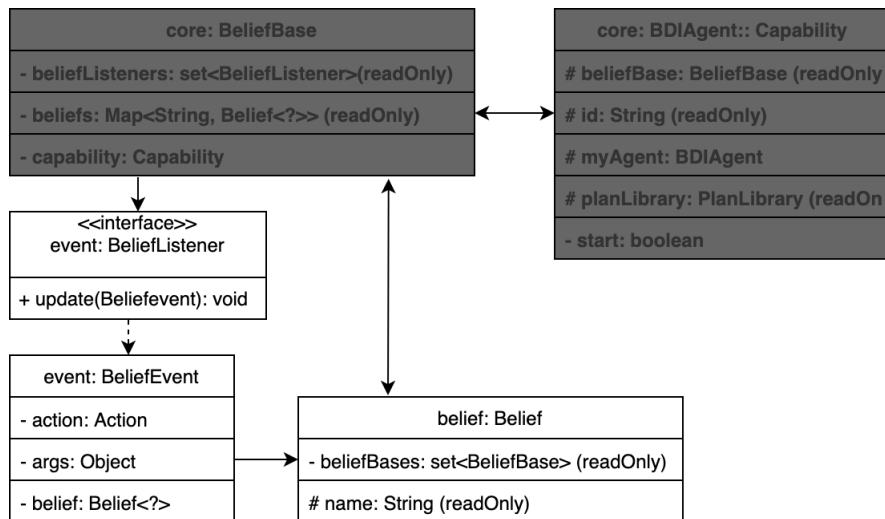 core: BeliefBase
- beliefListeners: set<BeliefListener>(readOnly)
- beliefs: Map<String, Belief<?>> (readOnly)
- capability: Capability
core: BDIAgent:: Capability
# beliefBase: BeliefBase (readOnly
# id: String (readOnly)
# myAgent: BDIAgent
# planLibrary: PlanLibrary (readOn
- start: boolean
<<interface>>
event: BeliefListener
+ update(Beliefevent): void
event: BeliefEvent
- action: Action
- args: Object
- belief: Belief<?>
belief: Belief
- beliefBases: set<BeliefBase> (readOnly)
# name: String (readOnly)